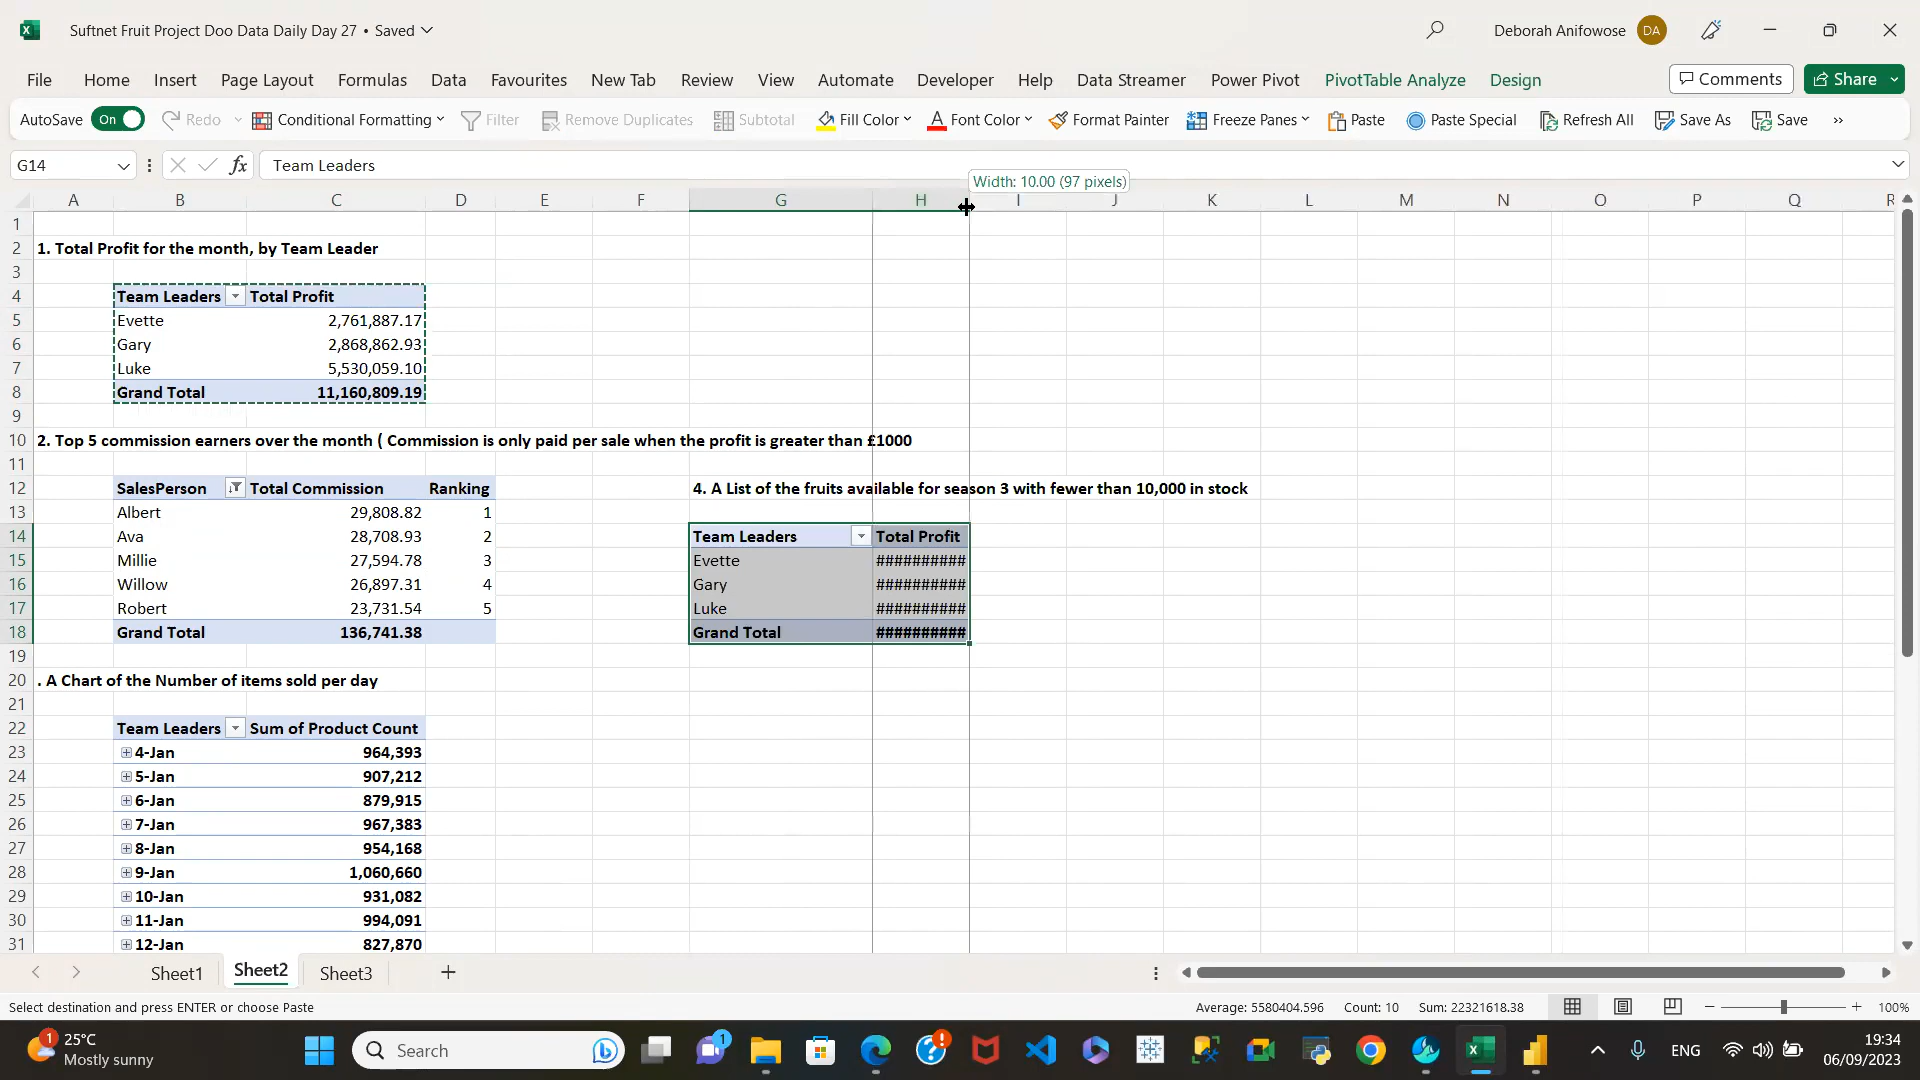 Suftnet Fruit Project Doo Data Daily Day 27 • Saved
Deborah Anifowose DA
File Home Insert Page Layout Formulas Data Favourites New Tab Review View Automate Developer Help Data Streamer Power Pivot PivotTable Analyze Design Comments Share
AutoSave On Redo Conditional Formatting Filter Remove Duplicates Subtotal Fill Color Font Color Format Painter Freeze Panes Paste Paste Special Refresh All Save As Save
G14 fx Team Leaders
Width: 10.00 (97 pixels)
A B C D E F G H I J K L M N O P Q R
1
2 1. Total Profit for the month, by Team Leader
3
4 Team Leaders Total Profit
5 Evette 2,761,887.17
6 Gary 2,868,862.93
7 Luke 5,530,059.10
8 Grand Total 11,160,809.19
9
10 2. Top 5 commission earners over the month ( Commission is only paid per sale when the profit is greater than £1000
11
12 SalesPerson Total Commission Ranking 4. A List of the fruits available for season 3 with fewer than 10,000 in stock
13 Albert 29,808.82 1
14 Ava 28,708.93 2 Team Leaders Total Profit
15 Millie 27,594.78 3 Evette ##########
16 Willow 26,897.31 4 Gary ##########
17 Robert 23,731.54 5 Luke ##########
18 Grand Total 136,741.38 Grand Total ##########
19
20 . A Chart of the Number of items sold per day
21
22 Team Leaders Sum of Product Count
23 4-Jan 964,393
24 5-Jan 907,212
25 6-Jan 879,915
26 7-Jan 967,383
27 8-Jan 954,168
28 9-Jan 1,060,660
29 10-Jan 931,082
30 11-Jan 994,091
31 12-Jan 827,870
Sheet1 Sheet2 Sheet3
Select destination and press ENTER or choose Paste Average: 5580404.596 Count: 10 Sum: 22321618.38 100%
1 25°C
Mostly sunny
Search
1
ENG
19:34
06/09/2023